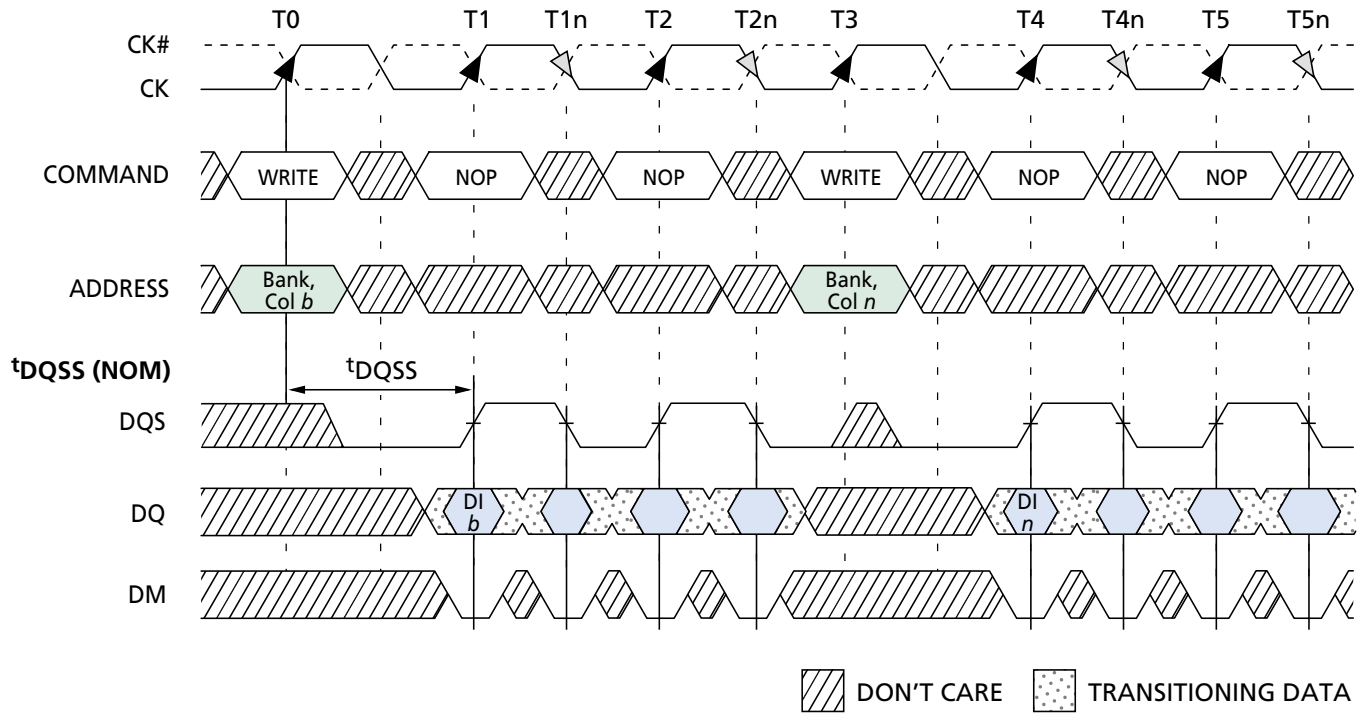 T0 T1 T1n T2 T2n T3 T4 T4n T5 T5n
CK#
CK
COMMAND WRITE NOP NOP WRITE NOP NOP
ADDRESS Bank, Col b Bank, Col n
tDQSS (NOM) tDQSS
DQS
DQ DI b DI n
DM
DON'T CARE TRANSITIONING DATA